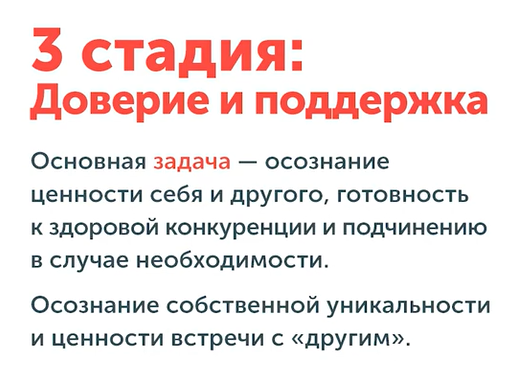 3 стадия:
Доверие и поддержка
Основная задача — осознание
ценности себя и другого, готовность
к здоровой конкуренции и подчинению
в случае необходимости.
Осознание собственной уникальности
и ценности встречи с «другим».